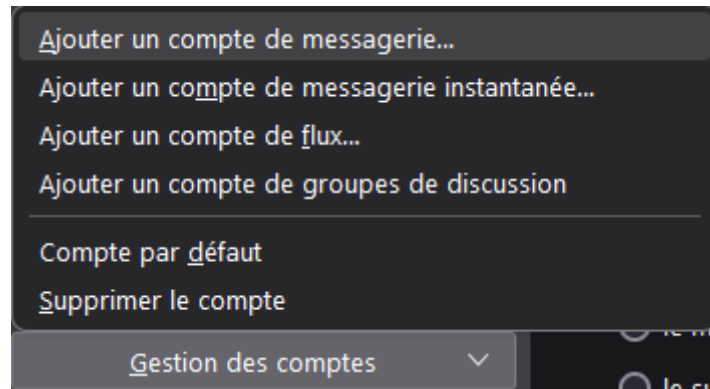 Ajouter un compte de messagerie...
Ajouter un compte de messagerie instantanée...
Ajouter un compte de flux...
Ajouter un compte de groupes de discussion
Compte par défaut
Supprimer le compte
Gestion des comptes